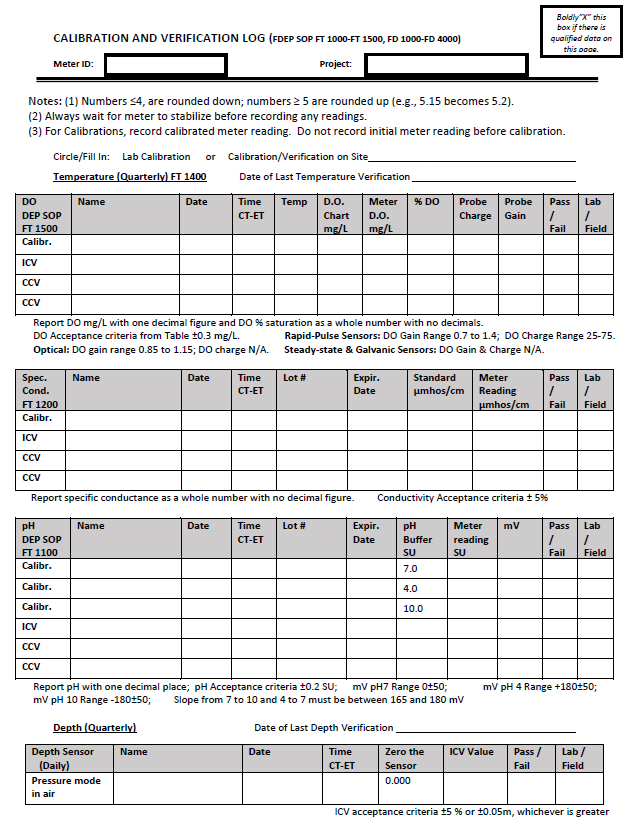 Boldly "X" this
box if there is
qualified data on
this page.
CALIBRATION AND VERIFICATION LOG (FDEP SOP FT 1000-FT 1500, FD 1000-FD 4000)
Meter ID: Project:
Notes: (1) Numbers ≤4, are rounded down; numbers ≥ 5 are rounded up (e.g., 5.15 becomes 5.2).
(2) Always wait for meter to stabilize before recording any readings.
(3) For Calibrations, record calibrated meter reading. Do not record initial meter reading before calibration.
Circle/Fill In: Lab Calibration or Calibration/Verification on Site
Temperature (Quarterly) FT 1400 Date of Last Temperature Verification
DO Name Date Time Temp D.O. Meter % DO Probe Probe Pass Lab
DEP SOP CT-ET Chart D.O. Charge Gain / /
FT 1500 mg/L mg/L Fail Field
Calibr.
ICV
CCV
CCV
Report DO mg/L with one decimal figure and DO % saturation as a whole number with no decimals.
DO Acceptance criteria from Table ±0.3 mg/L. Rapid-Pulse Sensors: DO Gain Range 0.7 to 1.4; DO Charge Range 25-75.
Optical: DO gain range 0.85 to 1.15; DO charge N/A. Steady-state & Galvanic Sensors: DO Gain & Charge N/A.
Spec. Name Date Time Lot # Expir. Standard Meter Pass Lab
Cond. CT-ET Date µmhos/cm Reading / /
FT 1200 µmhos/cm Fail Field
Calibr.
ICV
CCV
CCV
Report specific conductance as a whole number with no decimal figure. Conductivity Acceptance criteria ± 5%
pH Name Date Time Lot # Expir. pH Meter mV Pass Lab
DEP SOP CT-ET Date Buffer reading / /
FT 1100 SU SU Fail Field
Calibr. 7.0
Calibr. 4.0
Calibr. 10.0
ICV
CCV
CCV
Report pH with one decimal place; pH Acceptance criteria ±0.2 SU; mV pH7 Range 0±50; mV pH 4 Range +180±50;
mV pH 10 Range -180±50; Slope from 7 to 10 and 4 to 7 must be between 165 and 180 mV
Depth (Quarterly) Date of Last Depth Verification
Depth Sensor Name Date Time Zero the ICV Value Pass / Lab /
(Daily) CT-ET Sensor Fail Field
Pressure mode 0.000
in air
ICV acceptance criteria ±5 % or ±0.05m, whichever is greater